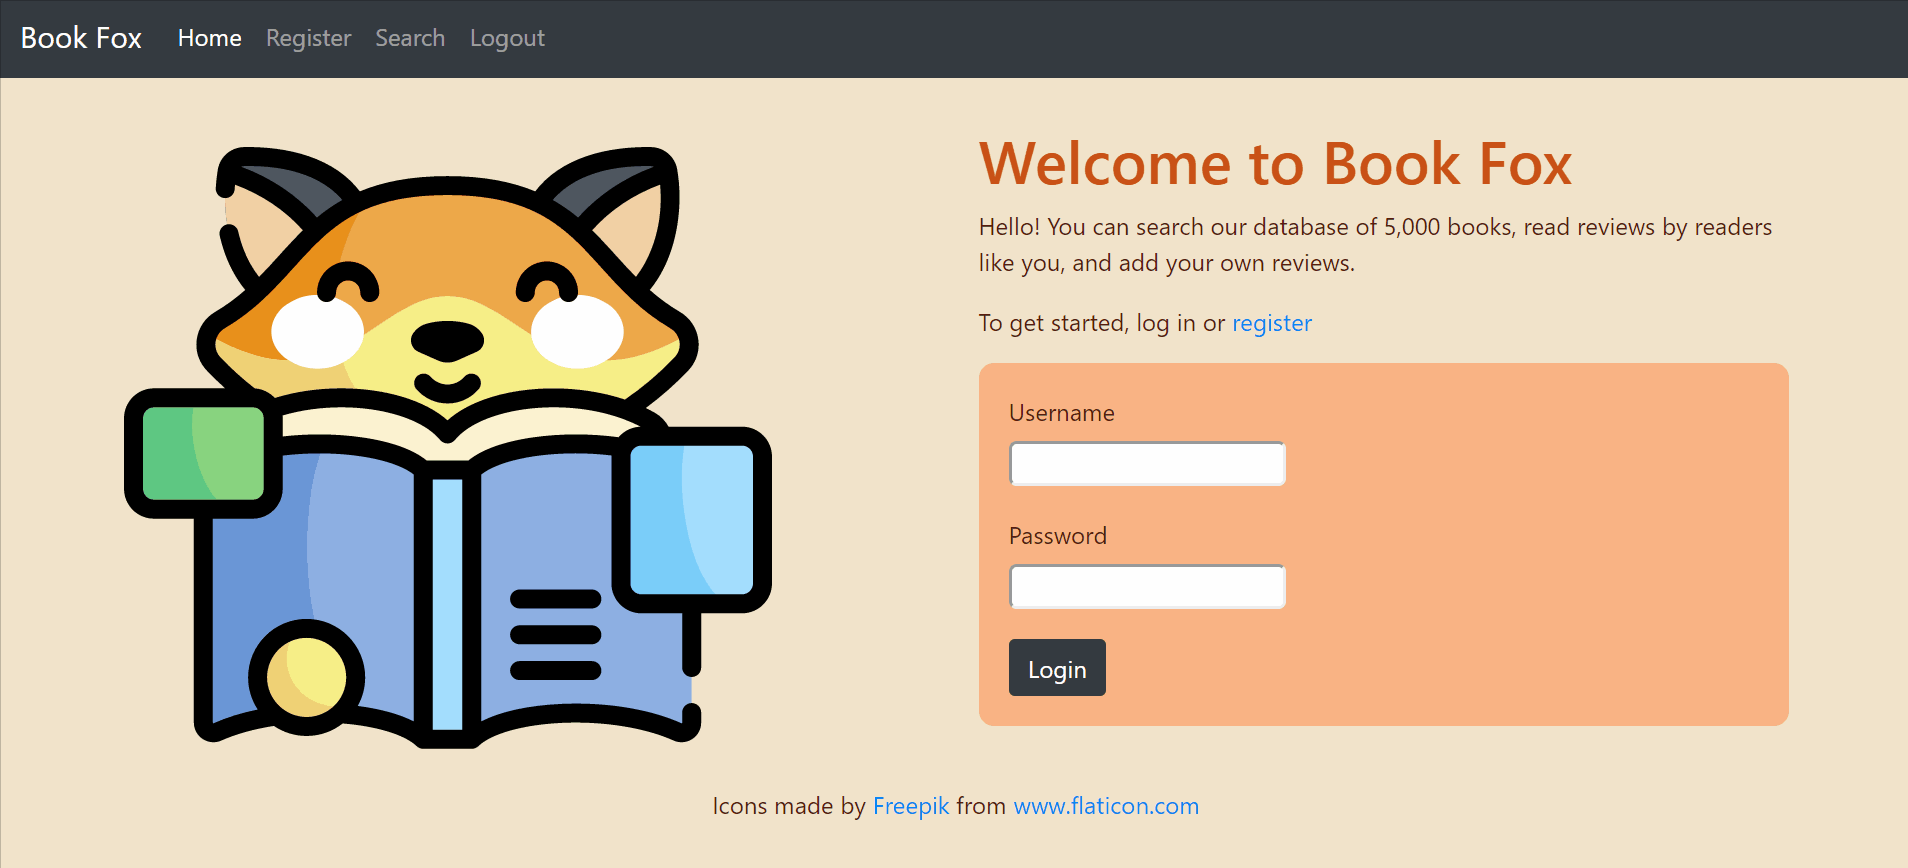 Book Fox Home Register Search Logout
Welcome to Book Fox
Hello! You can search our database of 5,000 books, read reviews by readers
like you, and add your own reviews.
To get started, log in or register
Username
Password
Login
Icons made by Freepik from www.flaticon.com